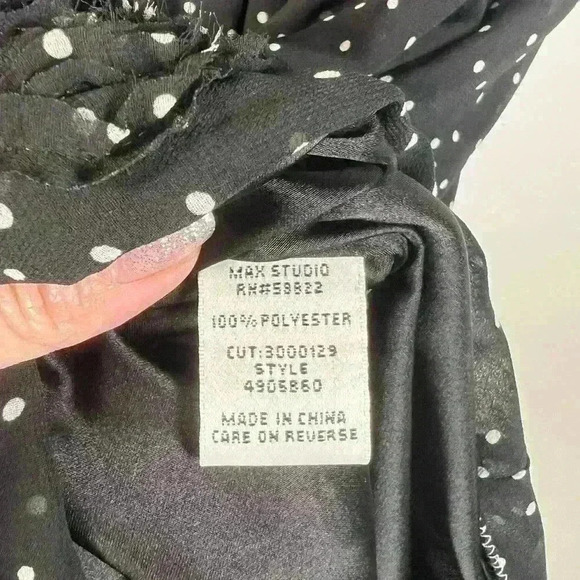 MAX STUDIO
RN#59822
100% POLYESTER
CUT:3000129
STYLE
4905860
MADE IN CHINA
CARE ON REVERSE